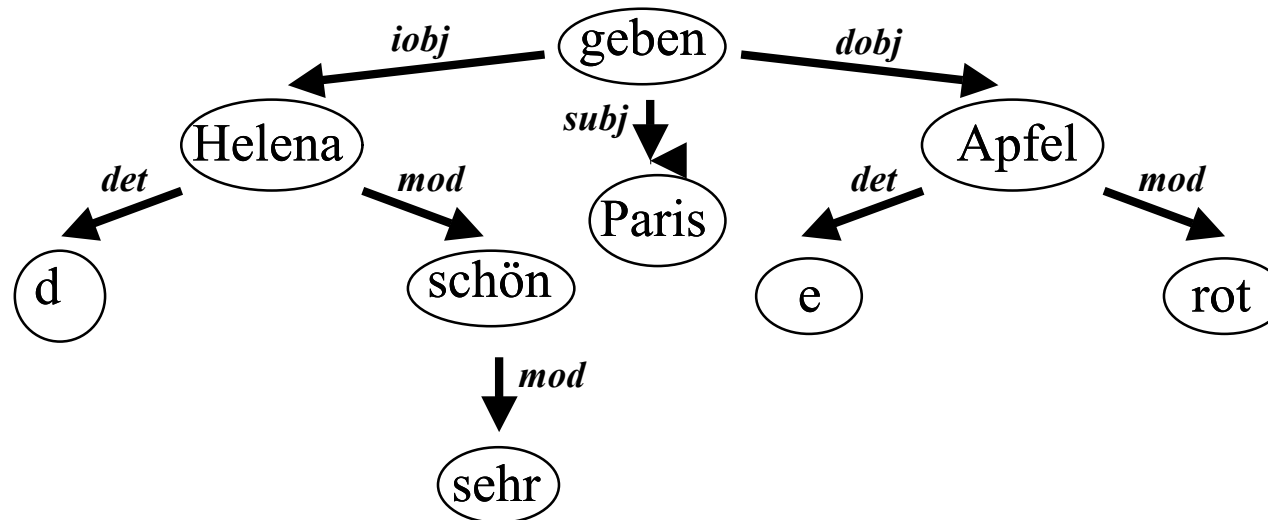 iobj geben dobj
Helena subj Apfel
det mod Paris det mod
d schön e rot
mod
sehr